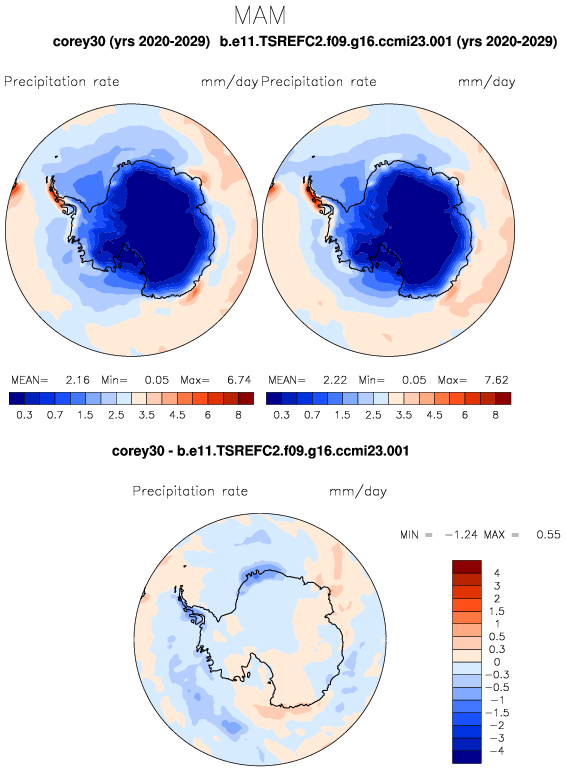 MAM
corey30 (yrs 2020-2029) b.e11.TSREFC2.f09.g16.ccmi23.001 (yrs 2020-2029)
Precipitation rate mm/day Precipitation rate mm/day
MEAN= 2.16 Min= 0.05 Max= 6.74 MEAN= 2.22 Min= 0.05 Max= 7.62
0.3 0.7 1.5 2.5 3.5 4.5 6 8 0.3 0.7 1.5 2.5 3.5 4.5 6 8
corey30 - b.e11.TSREFC2.f09.g16.ccmi23.001
Precipitation rate mm/day
MIN = -1.24 MAX = 0.55
4
3
2
1.5
1
0.5
0.3
0
-0.3
-0.5
-1
-1.5
-2
-3
-4